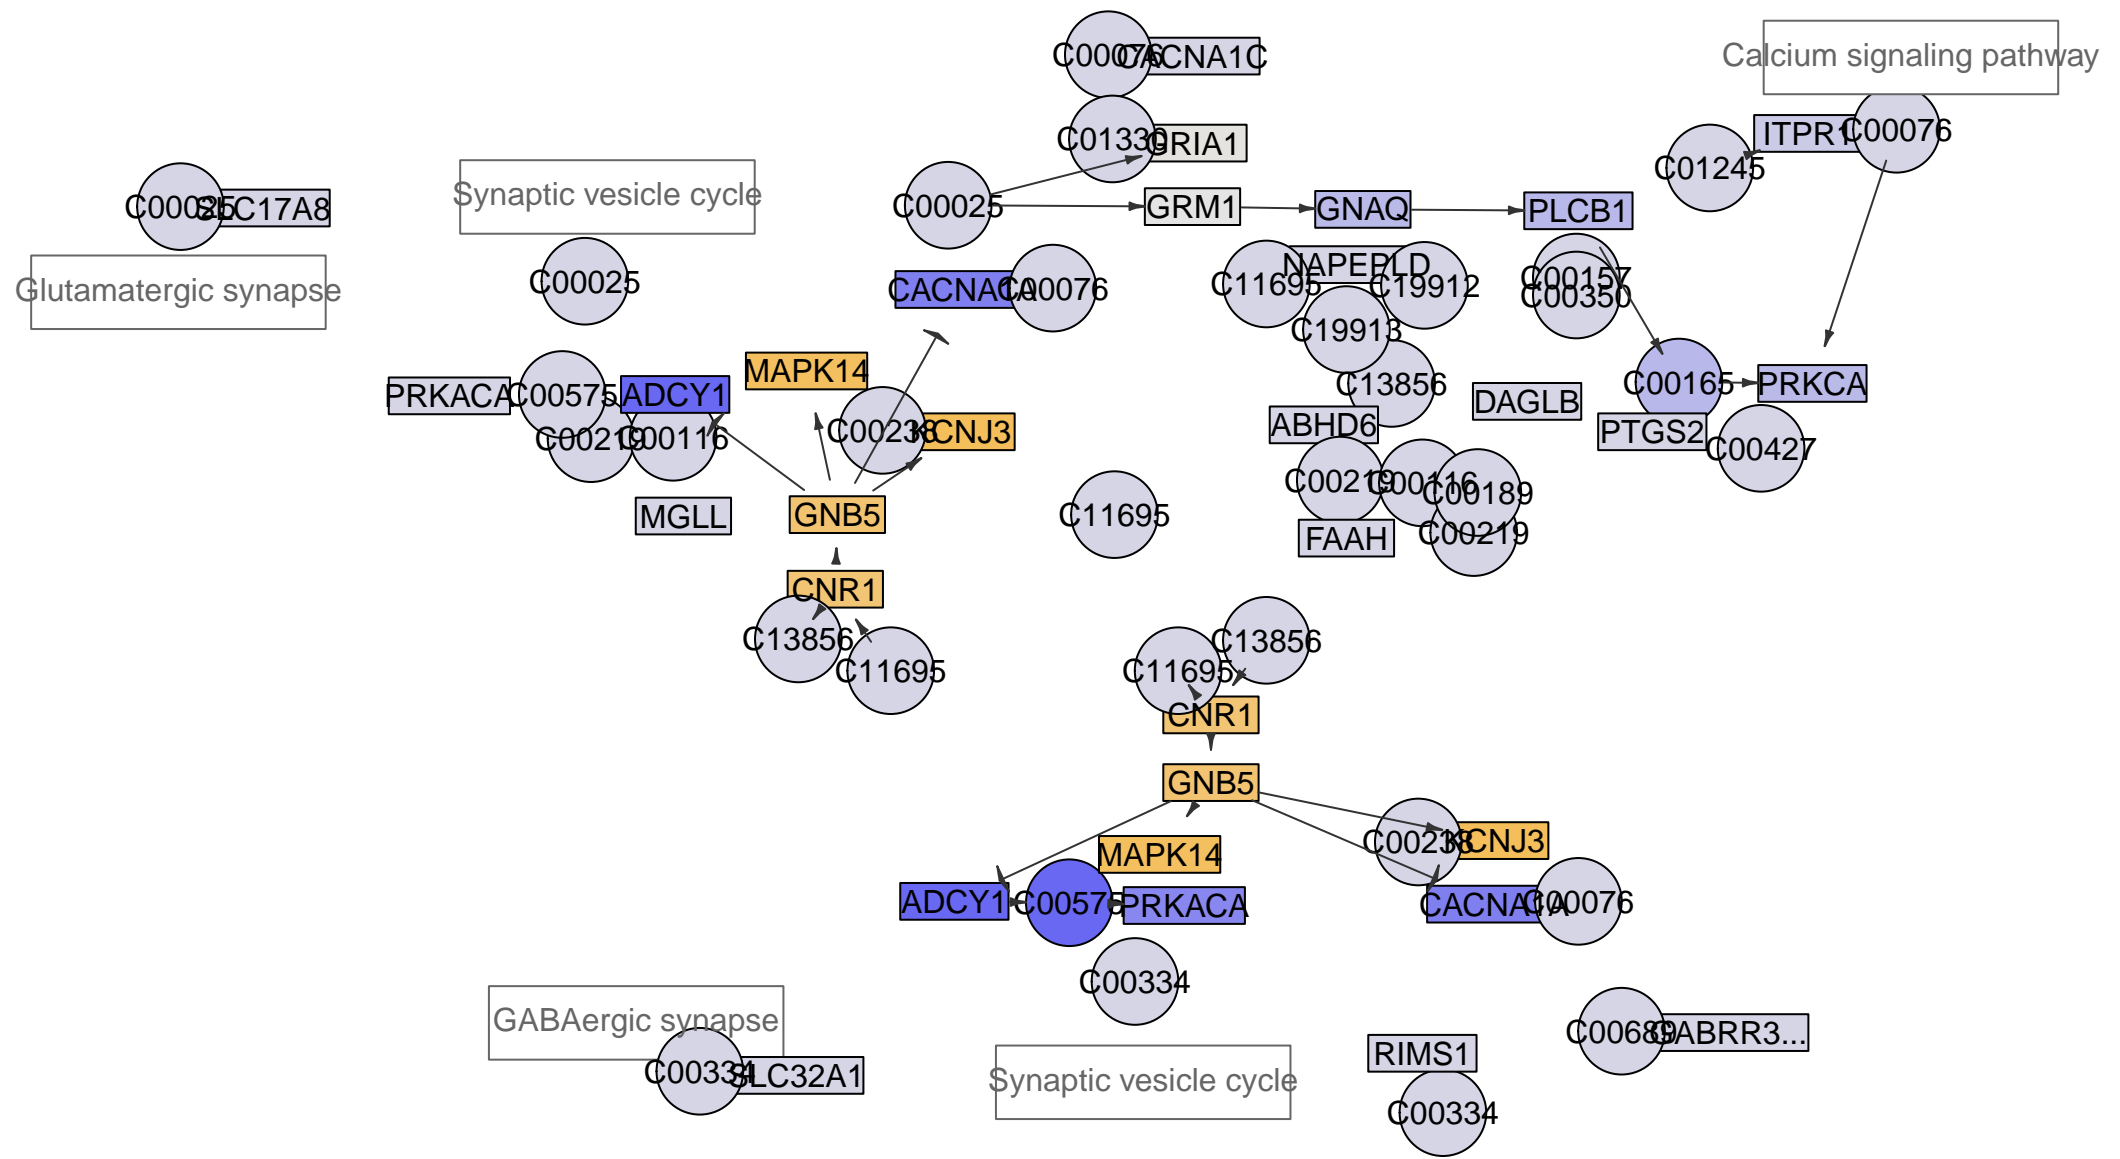 C00076
CACNA1C
Calcium signaling pathway
C01330
GRIA1
ITPR1
C00076
C01245
C00025
SLC17A8
Synaptic vesicle cycle
C00025
GRM1
GNAQ
PLCB1
Glutamatergic synapse
C00025
CACNA1A
C00076
C11695
NAPEPLD
C19912
C00157
C00350
C19913
MAPK14
C13856
C00165
PRKCA
PRKACA
C00575
ADCY1
DAGLB
C00219
C00116
C00238
KCNJ3
ABHD6
PTGS2
C00427
C00219
C00116
C00189
MGLL
GNB5
C11695
FAAH
C00219
CNR1
C13856
C11695
C13856
C11695
CNR1
GNB5
MAPK14
C00238
KCNJ3
ADCY1
C00575
PRKACA
CACNA1A
C00076
C00334
GABAergic synapse
C00334
SLC32A1
Synaptic vesicle cycle
RIMS1
C00334
C00689
GABRR3...